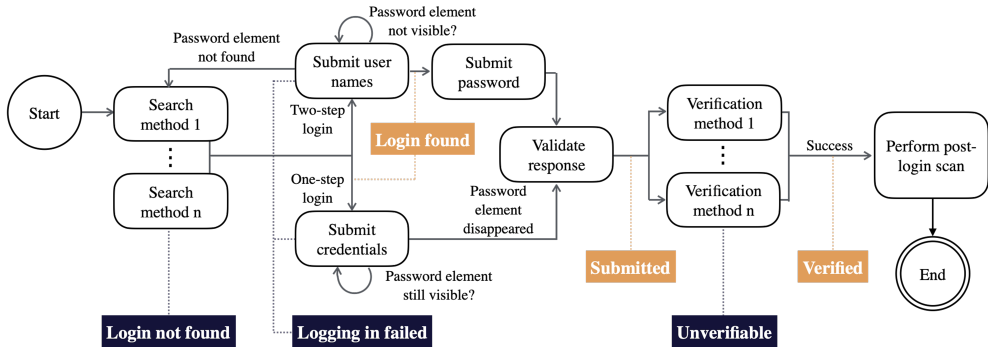 Password element
not visible?
Password element
not found
Submit user
names
Submit
password
Start
Search
method 1
Two-step
login
Login found
Verification
method 1
Validate
response
Success
Perform post-
login scan
One-step
login
Search
method n
Password
element
disappeared
Verification
method n
Submit
credentials
Submitted
Verified
End
Password element
still visible?
Login not found
Logging in failed
Unverifiable